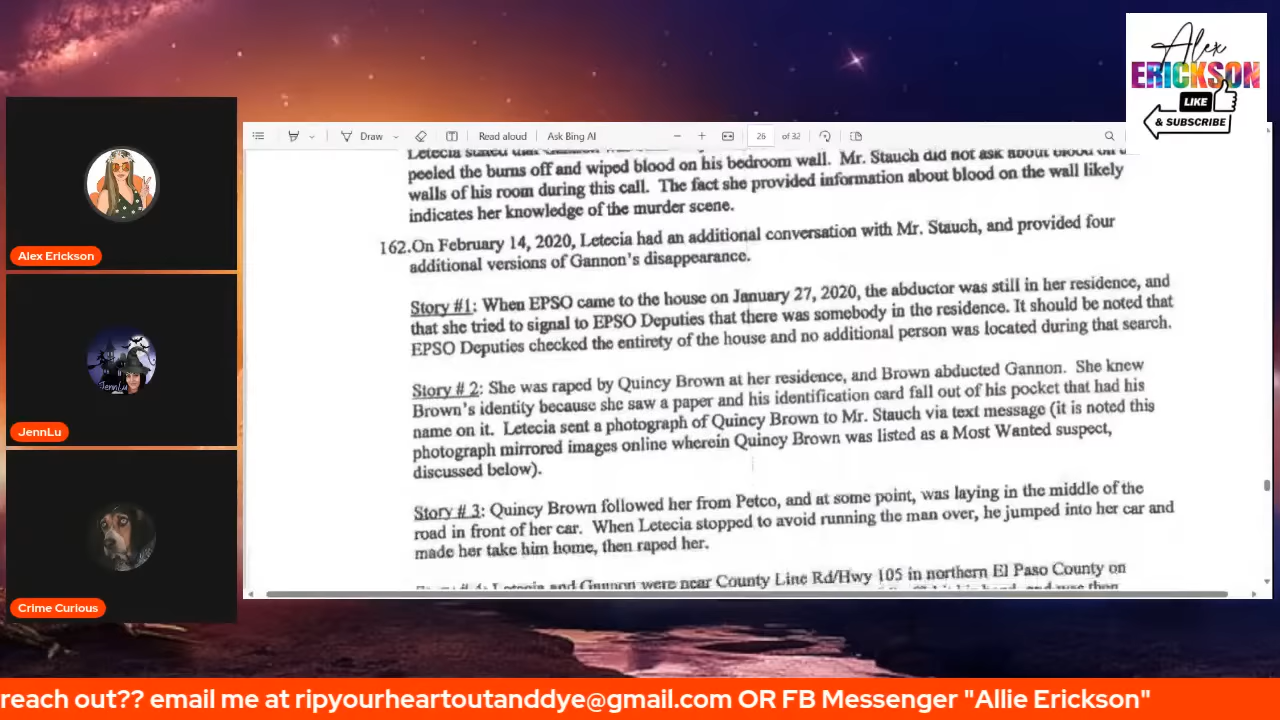 Alex
ERICKSON
LIKE
& SUBSCRIBE
Draw
Read aloud
Ask Bing AI
26
of 32
Letecia stated that
peeled the burns off and wiped blood on his bedroom wall. Mr. Stauch did not ask about blood on
walls of his room during this call. The fact she provided information about blood on the wall likely
indicates her knowledge of the murder scene.
162.On February 14, 2020, Letecia had an additional conversation with Mr. Stauch, and provided four
additional versions of Gannon's disappearance.
Story #1: When EPSO came to the house on January 27, 2020, the abductor was still in her residence, and
that she tried to signal to EPSO Deputies that there was somebody in the residence. It should be noted that
EPSO Deputies checked the entirety of the house and no additional person was located during that search.
Story # 2: She was raped by Quincy Brown at her residence, and Brown abducted Gannon. She knew
Brown's identity because she saw a paper and his identification card fall out of his pocket that had his
name on it. Letecia sent a photograph of Quincy Brown to Mr. Stauch via text message (it is noted this
photograph mirrored images online wherein Quincy Brown was listed as a Most Wanted suspect,
discussed below).
Story # 3: Quincy Brown followed her from Petco, and at some point, was laying in the middle of the
road in front of her car. When Letecia stopped to avoid running the man over, he jumped into her car and
made her take him home, then raped her.
Letecia and Gannon were near County Line Rd/Hwy 105 in northern El Paso County on
and was then
Alex Erickson
JennLu
JennLu
Crime Curious
reach out?? email me at ripyourheartoutanddye@gmail.com OR FB Messenger "Allie Erickson"